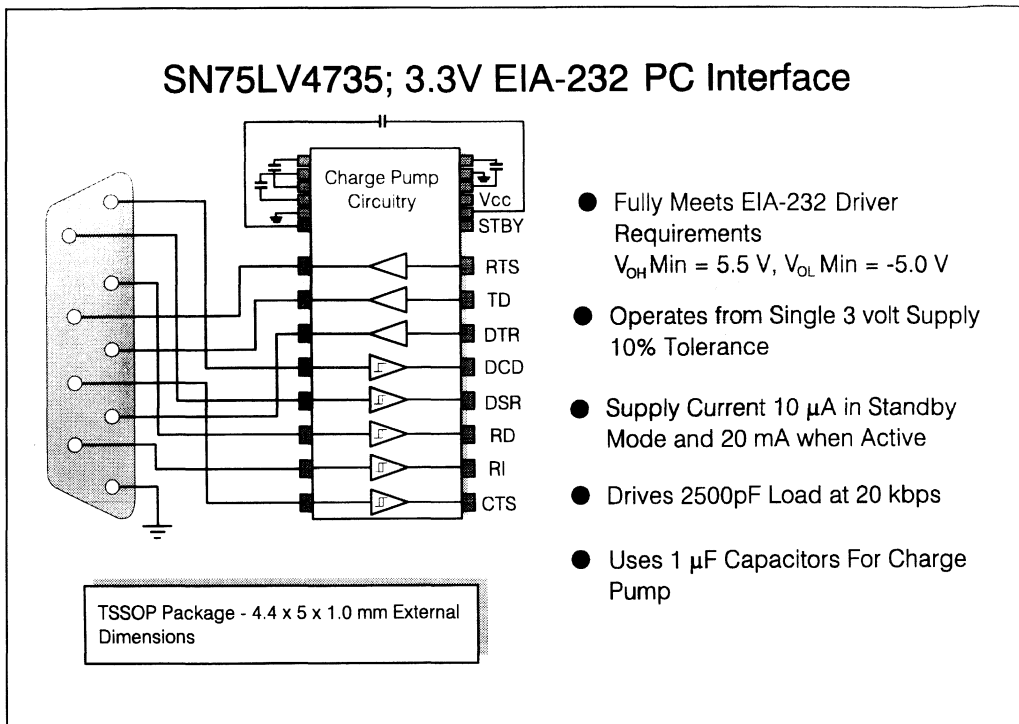 SN75LV4735; 3.3V EIA-232 PC Interface
Charge Pump
Circuitry
Vcc
STBY
RTS
TD
DTR
DCD
DSR
RD
RI
CTS
TSSOP Package - 4.4 x 5 x 1.0 mm External
Dimensions
● Fully Meets EIA-232 Driver
Requirements
V_OH Min = 5.5 V, V_OL Min = -5.0 V
● Operates from Single 3 volt Supply
10% Tolerance
● Supply Current 10 µA in Standby
Mode and 20 mA when Active
● Drives 2500pF Load at 20 kbps
● Uses 1 µF Capacitors For Charge
Pump